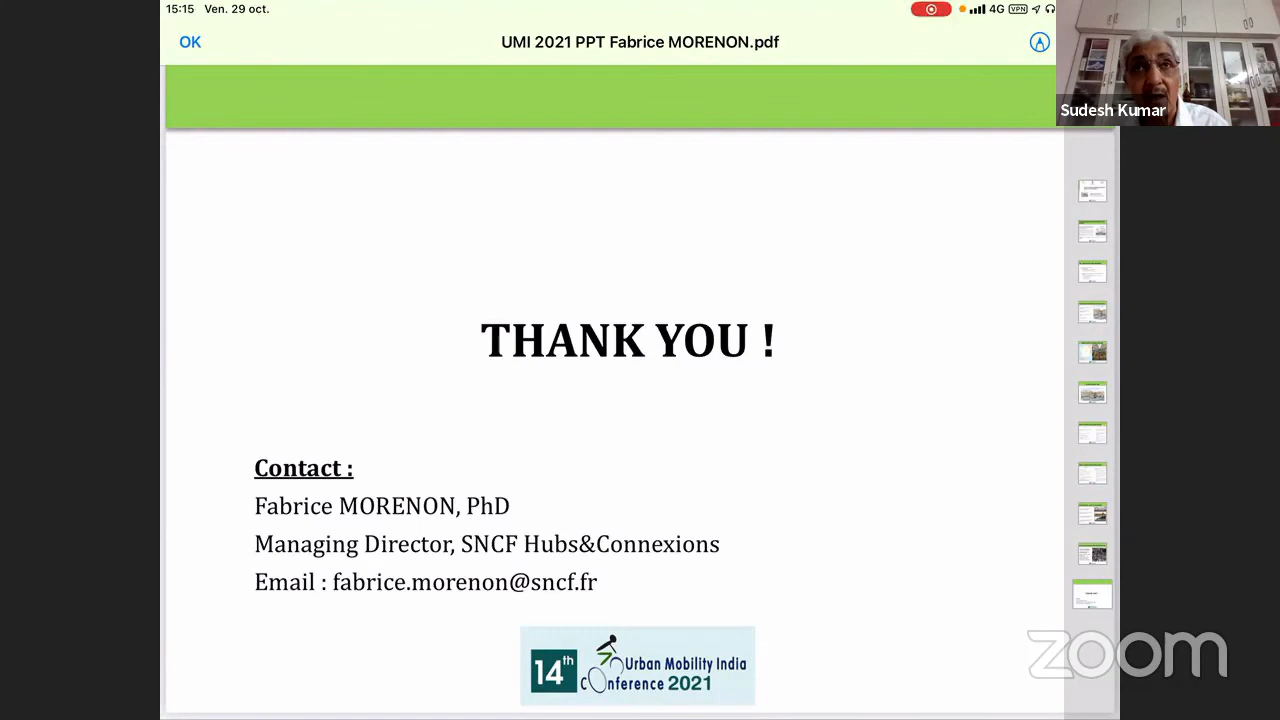 15:15 Ven. 29 oct.
4G VPN
OK
UMI 2021 PPT Fabrice MORENON.pdf
Sudesh Kumar
THANK YOU !
Contact :
Fabrice MORENON, PhD
Managing Director, SNCF Hubs&Connexions
Email : fabrice.morenon@sncf.fr
14th Urban Mobility India
Conference 2021
zoom